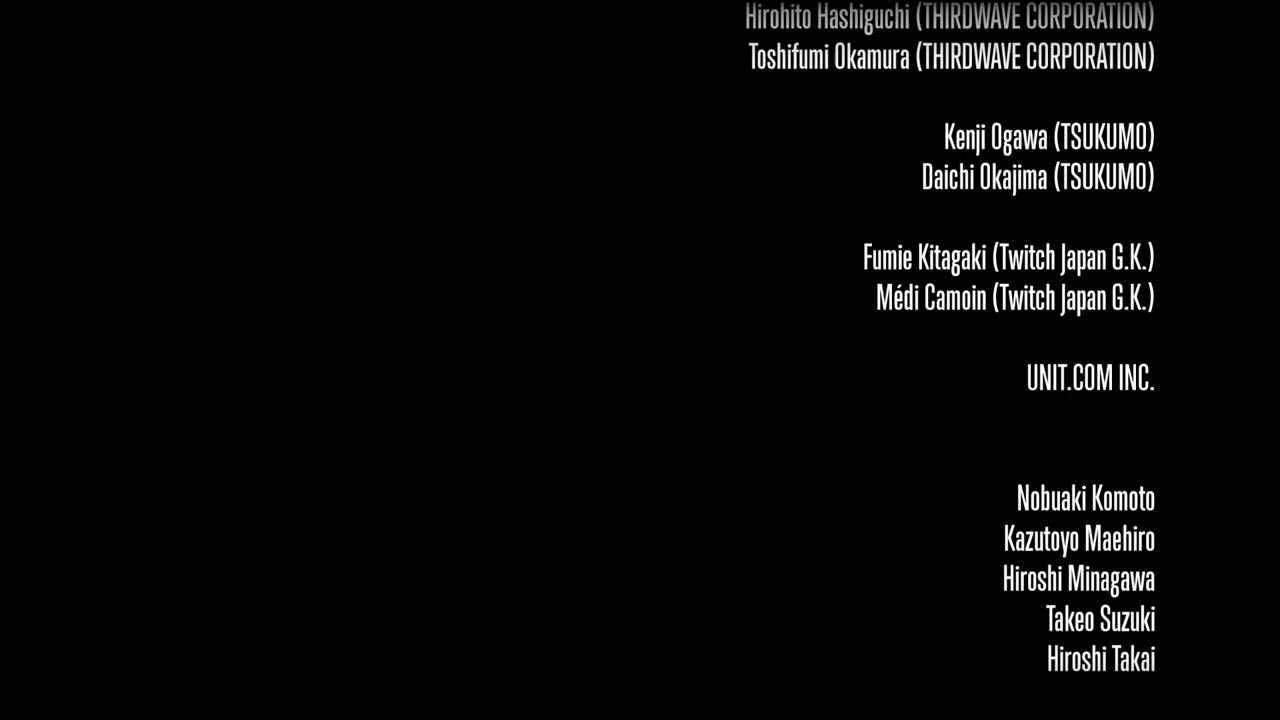 Hirohito Hashiguchi (THIRDWAVE CORPORATION)
Toshifumi Okamura (THIRDWAVE CORPORATION)
Kenji Ogawa (TSUKUMO)
Daichi Okajima (TSUKUMO)
Fumie Kitagaki (Twitch Japan G.K.)
Médi Camoin (Twitch Japan G.K.)
UNIT.COM INC.
Nobuaki Komoto
Kazutoyo Maehiro
Hiroshi Minagawa
Takeo Suzuki
Hiroshi Takai